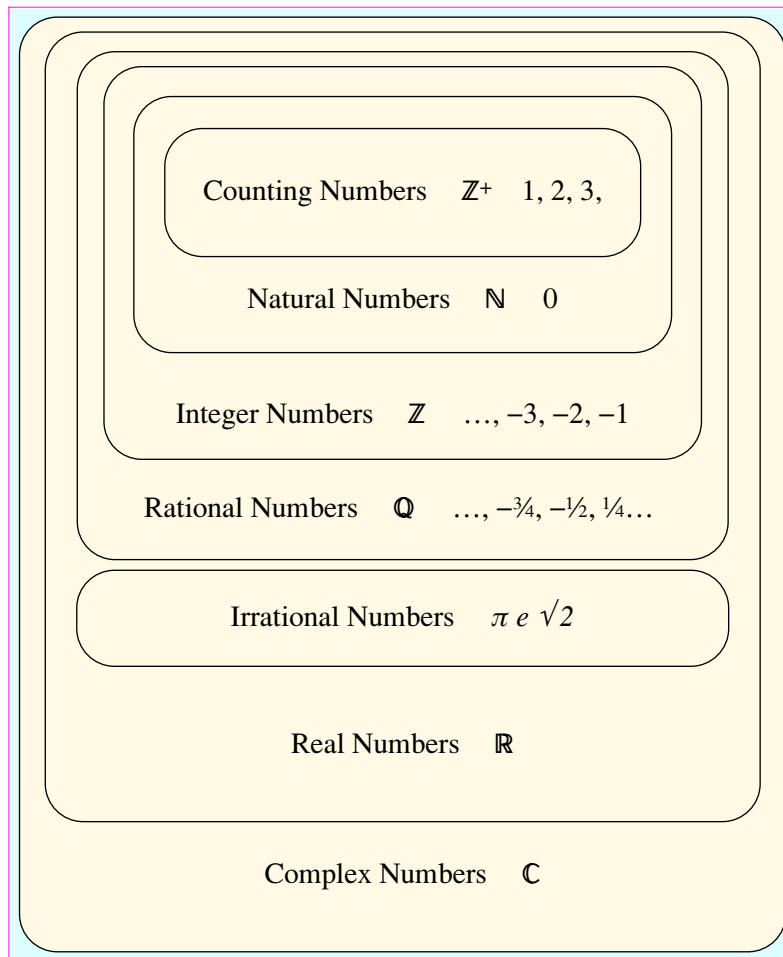 Counting Numbers ℤ⁺ 1, 2, 3,
Natural Numbers ℕ 0
Integer Numbers ℤ …, −3, −2, −1
Rational Numbers ℚ …, −¾, −½, ¼…
Irrational Numbers π e √2
Real Numbers ℝ
Complex Numbers ℂ